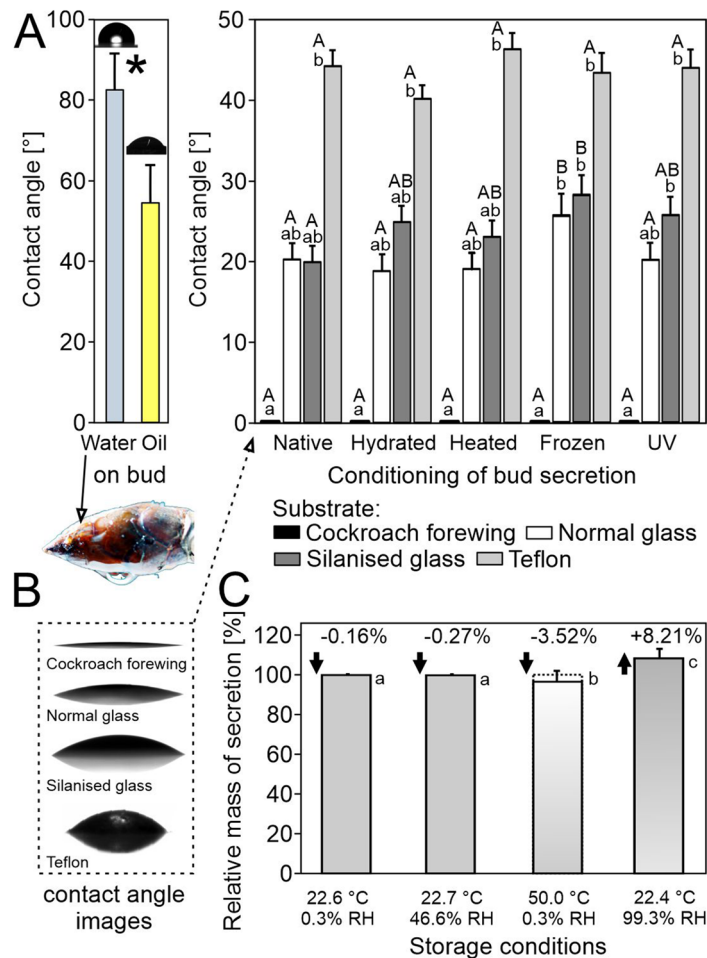 A
Contact angle [°]
100
80
60
40
20
0
*
Water Oil
on bud
Contact angle [°]
50
40
30
20
10
0
A
a
A
ab
A
ab
A
b
A
a
A
ab
AB
ab
A
b
A
a
A
ab
AB
ab
A
b
A
a
B
b
B
b
A
b
A
a
A
ab
AB
b
A
b
Native Hydrated Heated Frozen UV
Conditioning of bud secretion
Substrate:
Cockroach forewing Normal glass
Silanised glass Teflon
B
Cockroach forewing
Normal glass
Silanised glass
Teflon
contact angle
images
C
Relative mass of secretion [%]
120
100
80
60
40
20
0
-0.16% -0.27% -3.52% +8.21%
a
a
b
c
22.6 °C 22.7 °C 50.0 °C 22.4 °C
0.3% RH 46.6% RH 0.3% RH 99.3% RH
Storage conditions